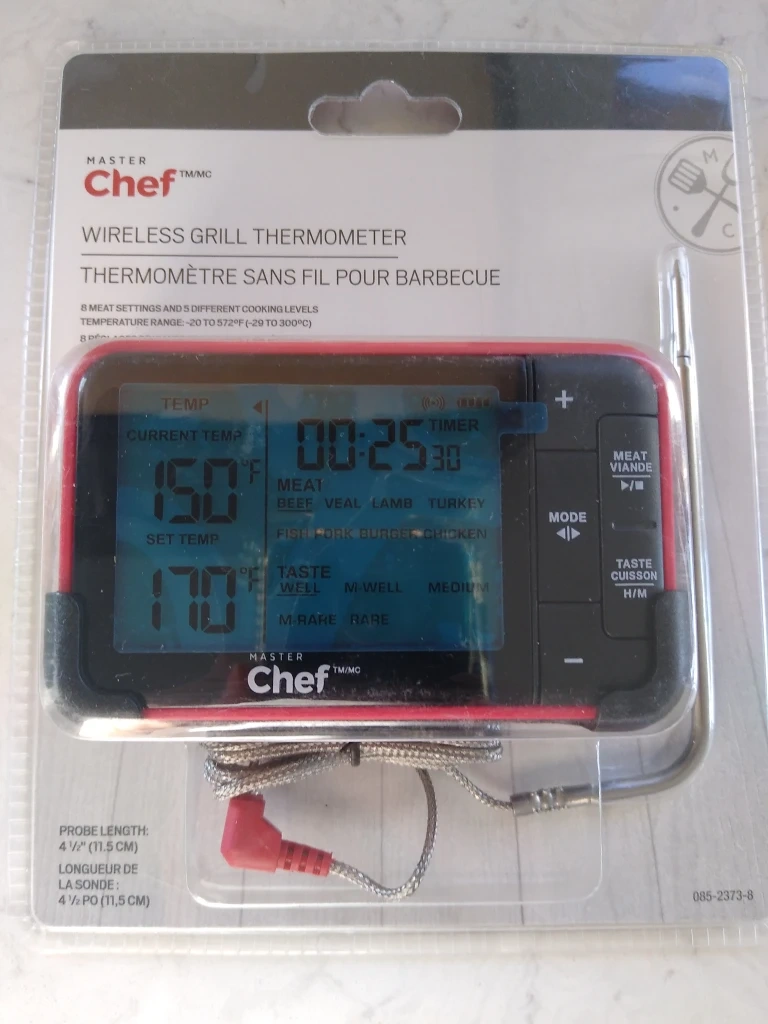 MASTER
Chef TM/MC
M
C
WIRELESS GRILL THERMOMETER
THERMOMÈTRE SANS FIL POUR BARBECUE
8 MEAT SETTINGS AND 5 DIFFERENT COOKING LEVELS
TEMPERATURE RANGE: -20 TO 572ºF (-29 TO 300ºC)
TEMP
CURRENT TEMP
150°F
SET TEMP
170°F
00:25 30
TIMER
MEAT
BEEF VEAL LAMB TURKEY
FISH PORK BURGER CHICKEN
TASTE
WELL M-WELL MEDIUM
M-RARE RARE
MASTER
Chef TM/MC
+
MODE
−
MEAT
VIANDE
TASTE
CUISSON
H/M
PROBE LENGTH:
4 ½" (11.5 CM)
LONGUEUR DE
LA SONDE :
4 ½ PO (11,5 CM)
085-2373-8